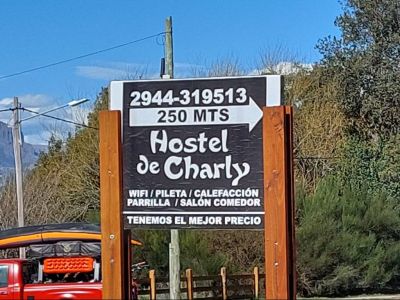 2944-319513
250 MTS
Hostel
de Charly
WIFI / PILETA / CALEFACCIÓN
PARRILLA / SALÓN COMEDOR
TENEMOS EL MEJOR PRECIO